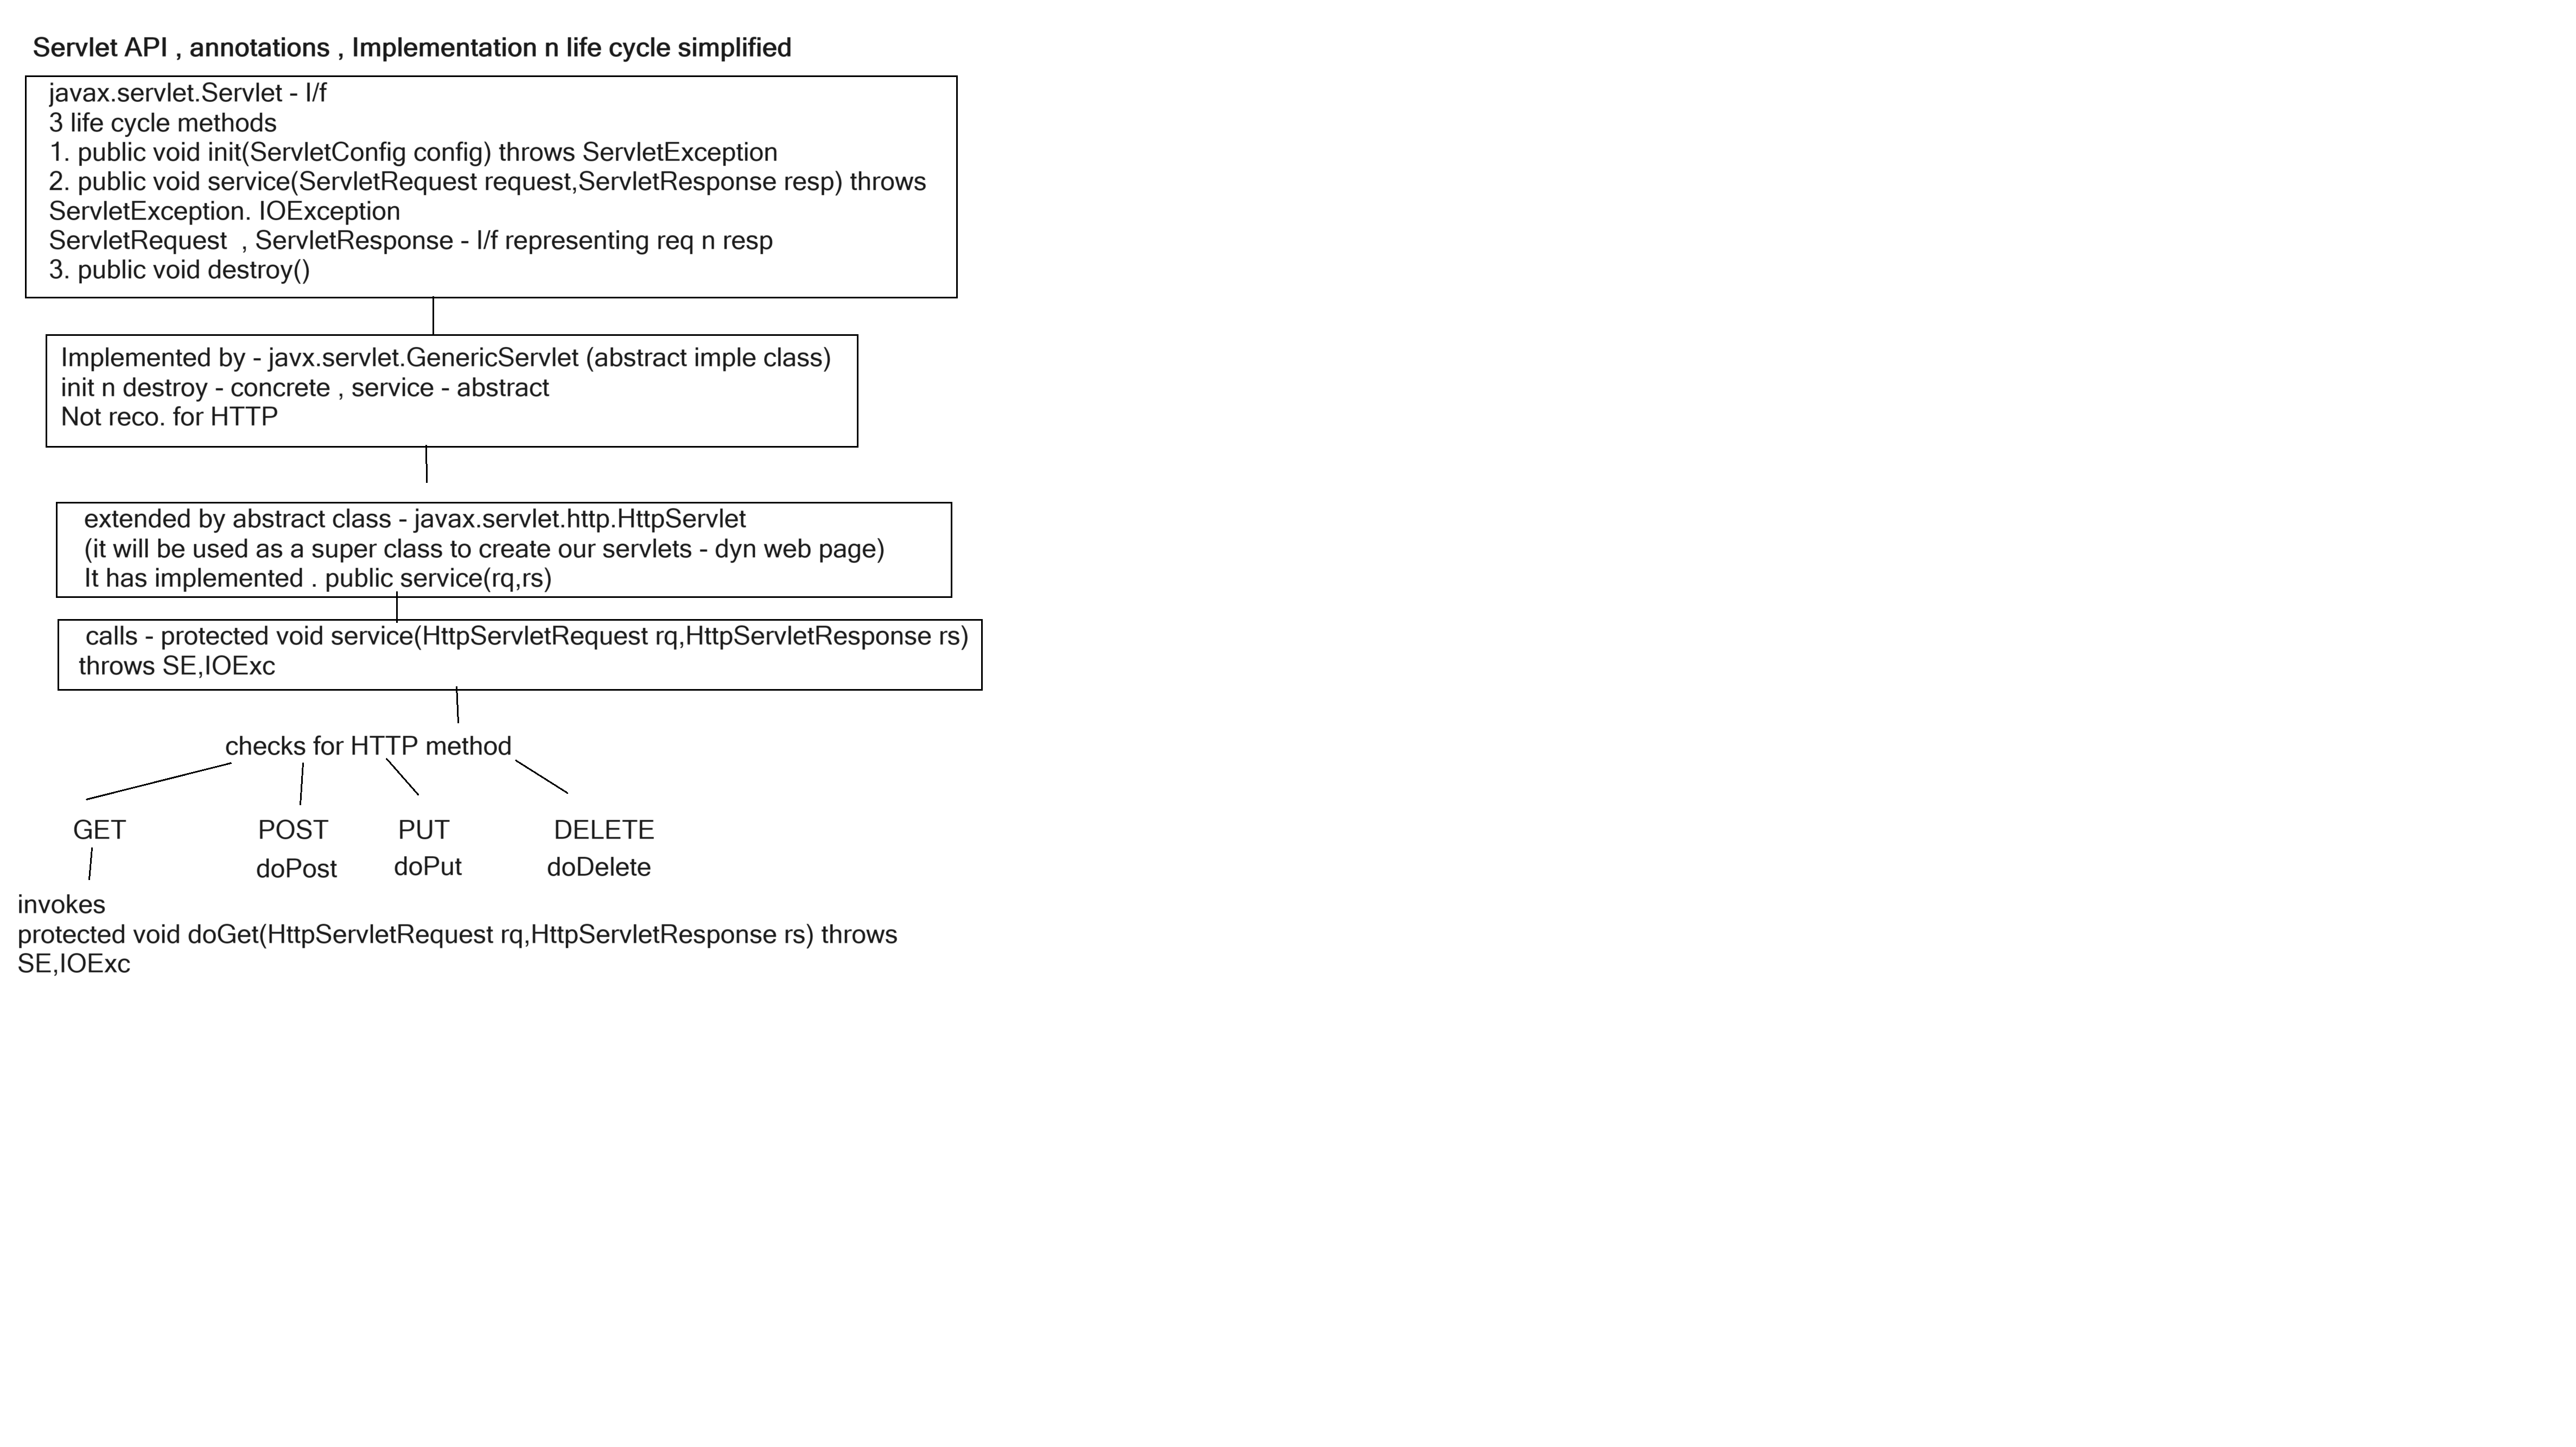 Servlet API , annotations , Implementation n life cycle simplified
javax.servlet.Servlet - I/f
3 life cycle methods
1. public void init(ServletConfig config) throws ServletException
2. public void service(ServletRequest request,ServletResponse resp) throws
ServletException. IOException
ServletRequest  , ServletResponse - I/f representing req n resp
3. public void destroy()
Implemented by - javx.servlet.GenericServlet (abstract imple class)
init n destroy - concrete , service - abstract
Not reco. for HTTP
extended by abstract class - javax.servlet.http.HttpServlet
(it will be used as a super class to create our servlets - dyn web page)
It has implemented . public service(rq,rs)
calls - protected void service(HttpServletRequest rq,HttpServletResponse rs)
throws SE,IOExc
checks for HTTP method
GET POST PUT DELETE
doPost doPut doDelete
invokes
protected void doGet(HttpServletRequest rq,HttpServletResponse rs) throws
SE,IOExc